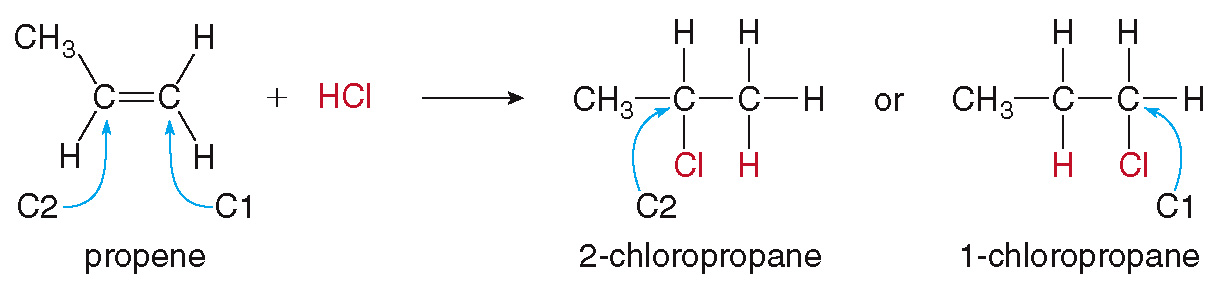 CH3 H H H H H
C=C + HCl → CH3—C—C—H or CH3—C—C—H
H H Cl H H Cl
C2 C1 C2 C1
propene 2-chloropropane 1-chloropropane